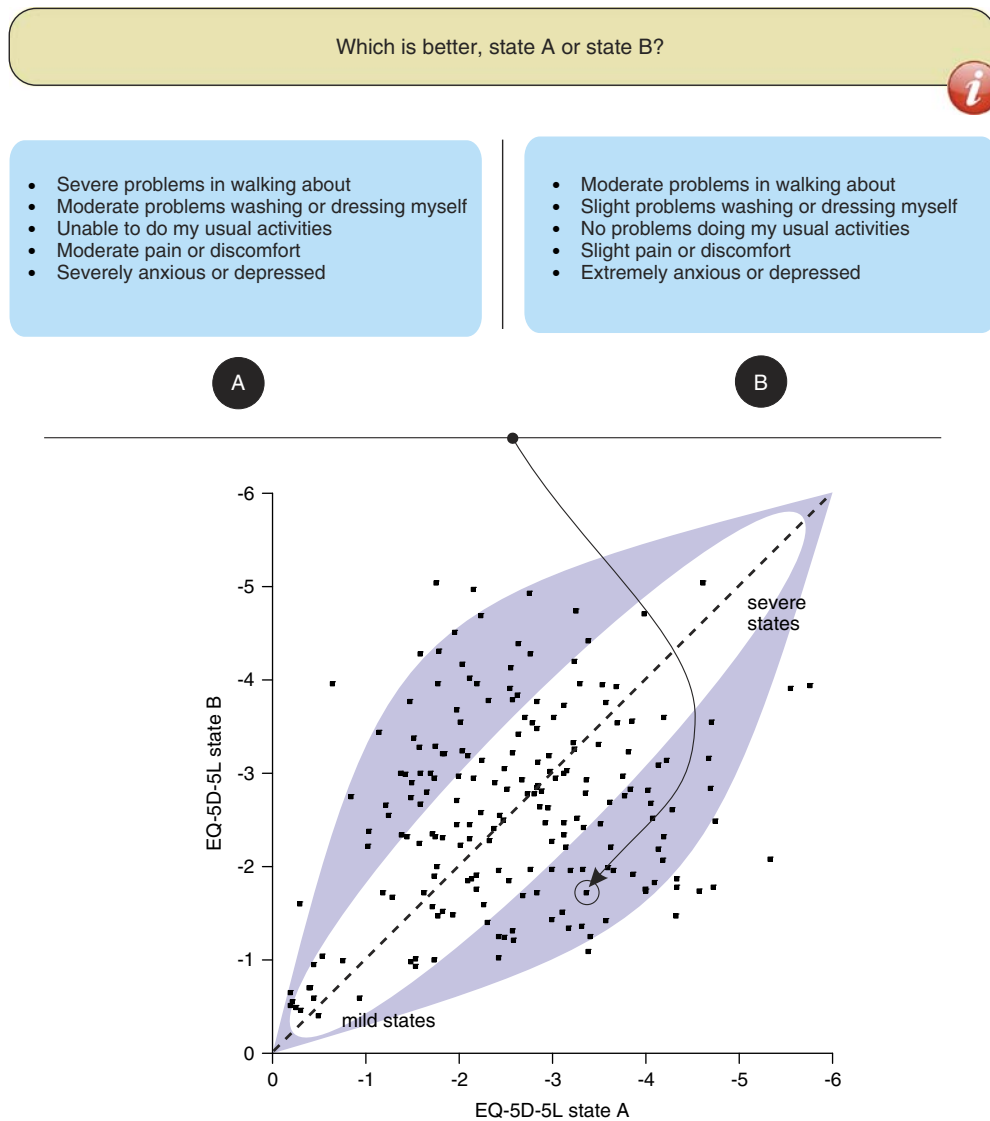 Which is better, state A or state B?
i
• Severe problems in walking about
• Moderate problems washing or dressing myself
• Unable to do my usual activities
• Moderate pain or discomfort
• Severely anxious or depressed
• Moderate problems in walking about
• Slight problems washing or dressing myself
• No problems doing my usual activities
• Slight pain or discomfort
• Extremely anxious or depressed
A
B
-6
-5
-4
-3
-2
-1
0
EQ-5D-5L state B
severe
states
mild states
0
-1
-2
-3
-4
-5
-6
EQ-5D-5L state A